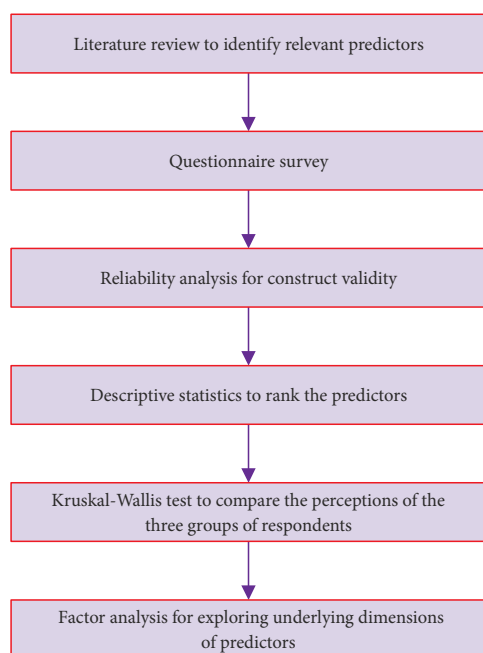 Literature review to identify relevant predictors
Questionnaire survey
Reliability analysis for construct validity
Descriptive statistics to rank the predictors
Kruskal-Wallis test to compare the perceptions of the
three groups of respondents
Factor analysis for exploring underlying dimensions
of predictors